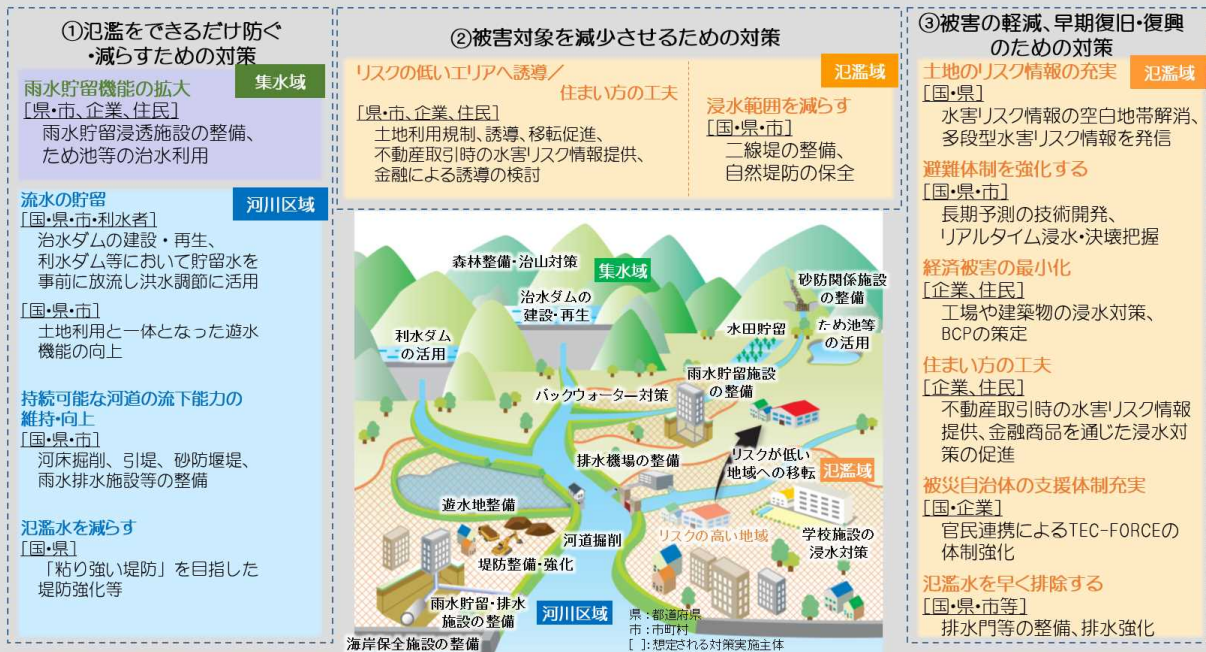 ①氾濫をできるだけ防ぐ
・減らすための対策
集水域
雨水貯留機能の拡大
[県・市、企業、住民]
雨水貯留浸透施設の整備、
ため池等の治水利用
河川区域
流水の貯留
[国・県・市・利水者]
治水ダムの建設・再生、
利水ダム等において貯留水を
事前に放流し洪水調節に活用
[国・県・市]
土地利用と一体となった遊水
機能の向上
持続可能な河道の流下能力の
維持・向上
[国・県・市]
河床掘削、引堤、砂防堰堤、
雨水排水施設等の整備
氾濫水を減らす
[国・県]
「粘り強い堤防」を目指した
堤防強化等
②被害対象を減少させるための対策
リスクの低いエリアへ誘導／
住まい方の工夫
[県・市、企業、住民]
土地利用規制、誘導、移転促進、
不動産取引時の水害リスク情報提供、
金融による誘導の検討
氾濫域
浸水範囲を減らす
[国・県・市]
二線堤の整備、
自然堤防の保全
森林整備・治山対策
集水域
砂防関係施設
の整備
治水ダムの
建設・再生
利水ダム
の活用
水田貯留
ため池等
の活用
雨水貯留施設
の整備
バックウォーター対策
排水機場の整備
リスクが低い
地域への移転
氾濫域
遊水地整備
河道掘削
リスクの高い地域
学校施設の
浸水対策
堤防整備・強化
雨水貯留・排水
施設の整備
河川区域
海岸保全施設の整備
県：都道府県
市：市町村
[ ]：想定される対策実施主体
③被害の軽減、早期復旧・復興
のための対策
土地のリスク情報の充実
氾濫域
[国・県]
水害リスク情報の空白地帯解消、
多段型水害リスク情報を発信
避難体制を強化する
[国・県・市]
長期予測の技術開発、
リアルタイム浸水・決壊把握
経済被害の最小化
[企業、住民]
工場や建築物の浸水対策、
BCPの策定
住まい方の工夫
[企業、住民]
不動産取引時の水害リスク情報
提供、金融商品を通じた浸水対
策の促進
被災自治体の支援体制充実
[国・企業]
官民連携によるTEC-FORCEの
体制強化
氾濫水を早く排除する
[国・県・市等]
排水門等の整備、排水強化